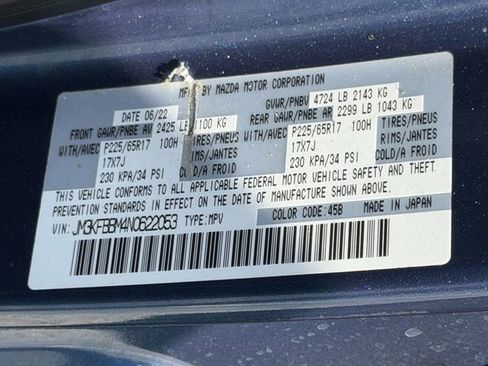 MFD BY MAZDA MOTOR CORPORATION
DATE 06/22 GVWR/PNBV 4724 LB 2143 KG
FRONT GAWR/PNBE AV 2425 LB 1100 KG REAR GAWR/PNBE AR 2299 LB 1043 KG
WITH/AVEC P225/65R17 100H TIRES/PNEUS WITH/AVEC P225/65R17 100H TIRES/PNEUS
17X7J RIMS/JANTES 17X7J RIMS/JANTES
230 KPA/34 PSI COLD/A FROID 230 KPA/34 PSI COLD/A FROID
THIS VEHICLE CONFORMS TO ALL APPLICABLE FEDERAL MOTOR VEHICLE SAFETY AND THEFT
PREVENTION STANDARDS IN EFFECT ON THE DATE OF MANUFACTURE SHOWN ABOVE.
VIN: JM3KFBBM4N0622053 TYPE: MPV COLOR CODE: 45B MADE IN JAPAN